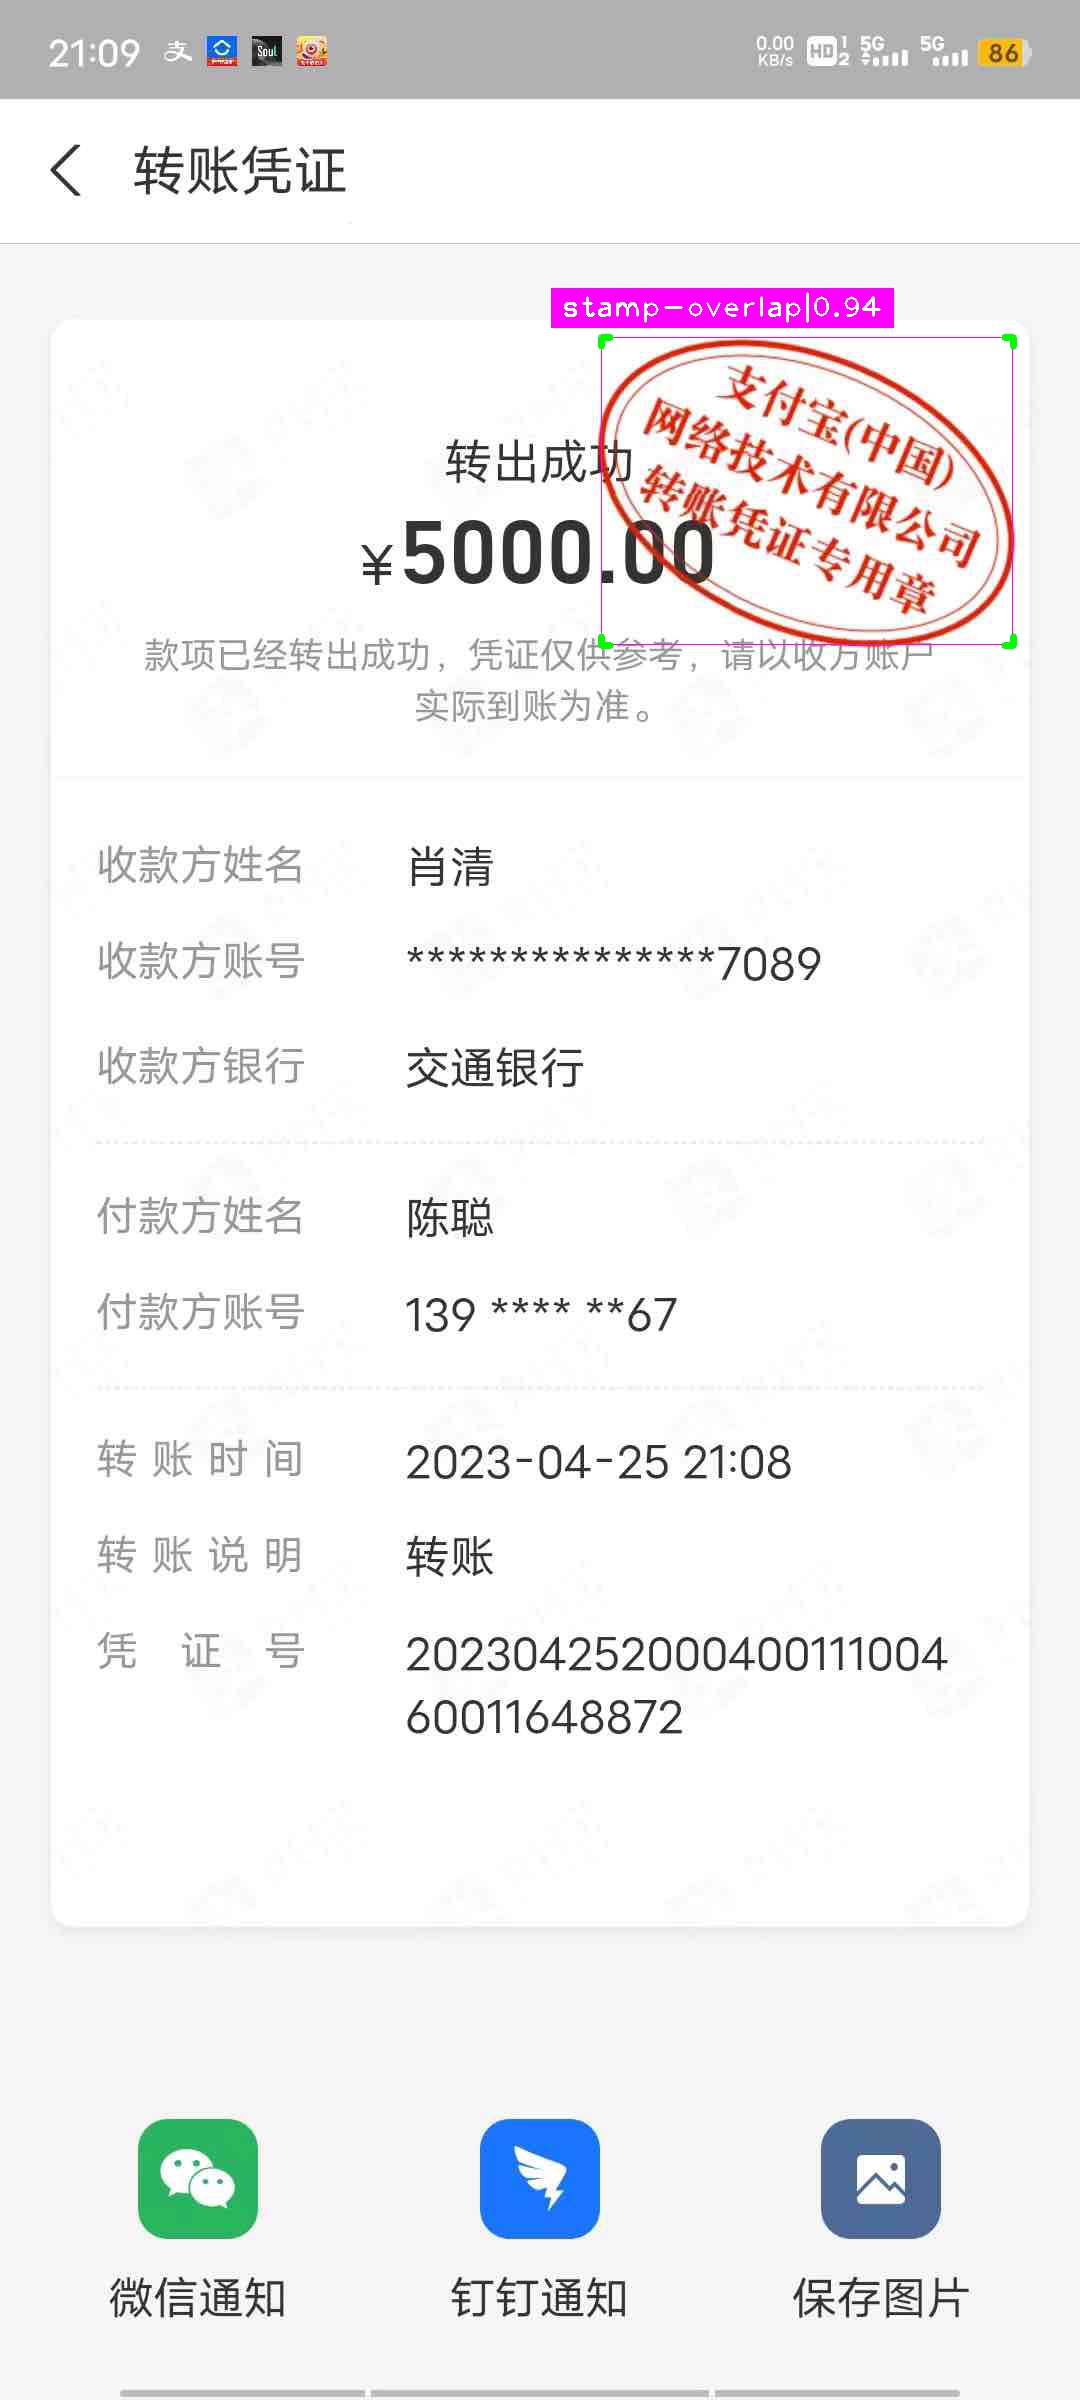 21:09 支 Soul 0.00 KB/s HD 1 2 5G 5G 86
转账凭证
stamp-overlap|0.94
支付宝(中国)
网络技术有限公司
转账凭证专用章
转出成功
¥5000.00
款项已经转出成功，凭证仅供参考，请以收方账户
实际到账为准。
收款方姓名 肖清
收款方账号 ***************7089
收款方银行 交通银行
付款方姓名 陈聪
付款方账号 139 **** **67
转账时间 2023-04-25 21:08
转账说明 转账
凭证号 202304252000400111004
60011648872
微信通知 钉钉通知 保存图片